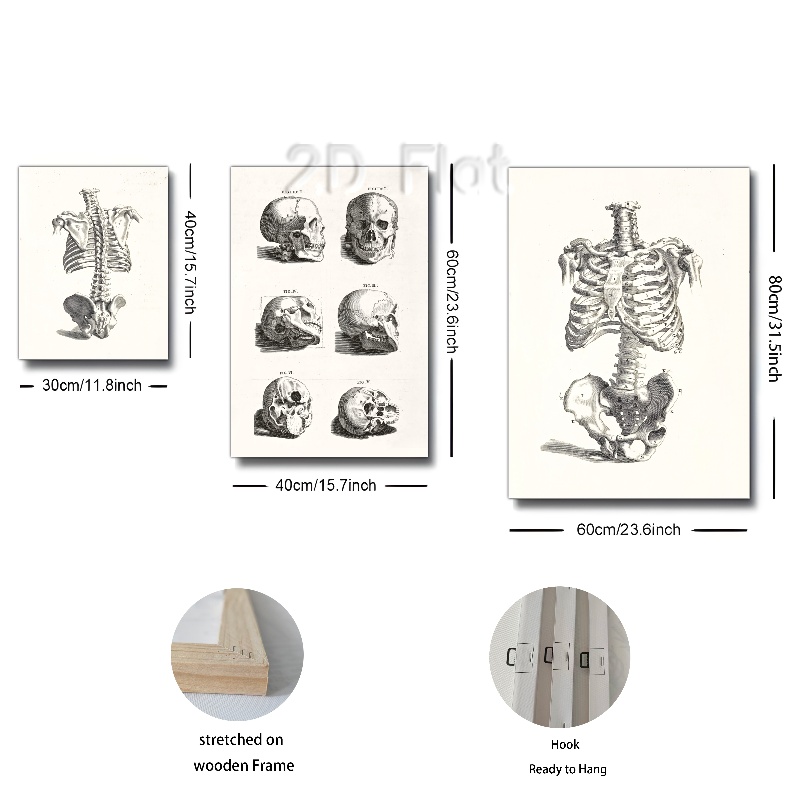 2D Flat
40cm/15.7inch
30cm/11.8inch
60cm/23.6inch
40cm/15.7inch
80cm/31.5inch
60cm/23.6inch
stretched on
wooden Frame
Hook
Ready to Hang